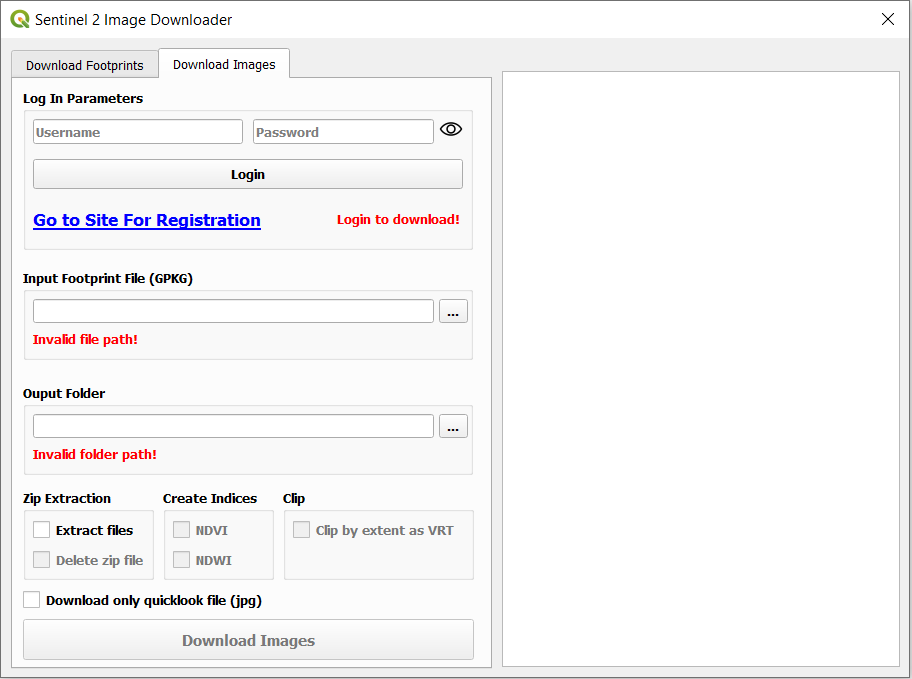 Sentinel 2 Image Downloader
Download Footprints
Download Images
Log In Parameters
Username
Password
Login
Go to Site For Registration
Login to download!
Input Footprint File (GPKG)
...
Invalid file path!
Ouput Folder
...
Invalid folder path!
Zip Extraction
Create Indices
Clip
Extract files
NDVI
Clip by extent as VRT
Delete zip file
NDWI
Download only quicklook file (jpg)
Download Images